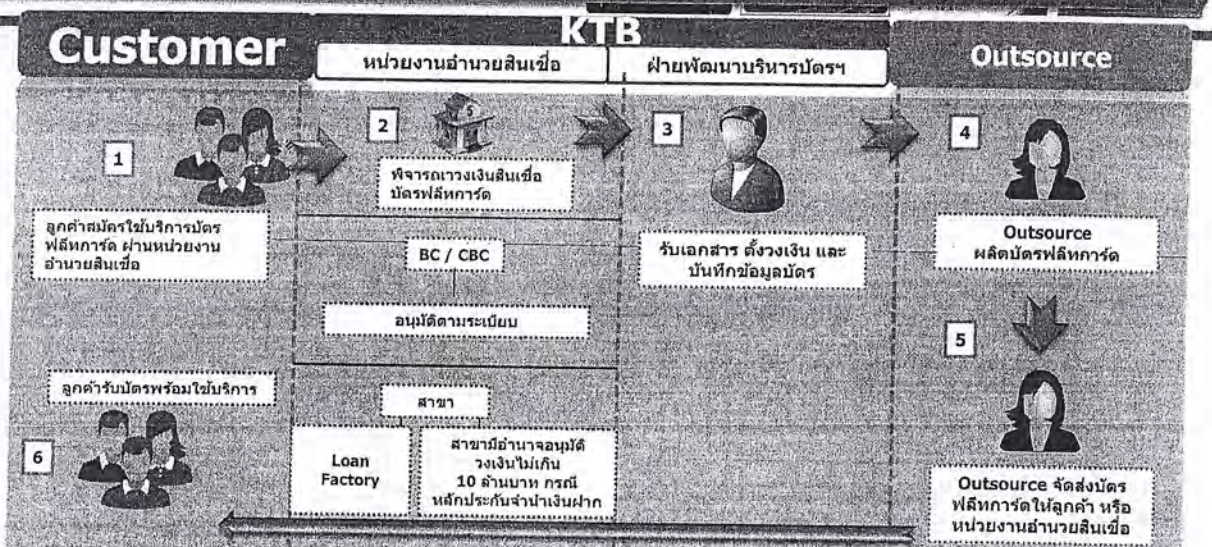 Customer
KTB
Outsource
หน่วยงานอำนวยสินเชื่อ
ฝ่ายพัฒนาบริหารบัตรฯ
1
ลูกค้าสมัครใช้บริการบัตร
ฟลีทการ์ด ผ่านหน่วยงาน
อำนวยสินเชื่อ
2
พิจารณาวงเงินสินเชื่อ
บัตรฟลีทการ์ด
BC / CBC
อนุมัติตามระเบียบ
สาขา
Loan
Factory
สาขามีอำนาจอนุมัติ
วงเงินไม่เกิน
10 ล้านบาท กรณี
หลักประกันจำนำเงินฝาก
3
รับเอกสาร ตั้งวงเงิน และ
บันทึกข้อมูลบัตร
4
Outsource
ผลิตบัตรฟลีทการ์ด
5
Outsource จัดส่งบัตร
ฟลีทการ์ดให้ลูกค้า หรือ
หน่วยงานอำนวยสินเชื่อ
ลูกค้ารับบัตรพร้อมใช้บริการ
6